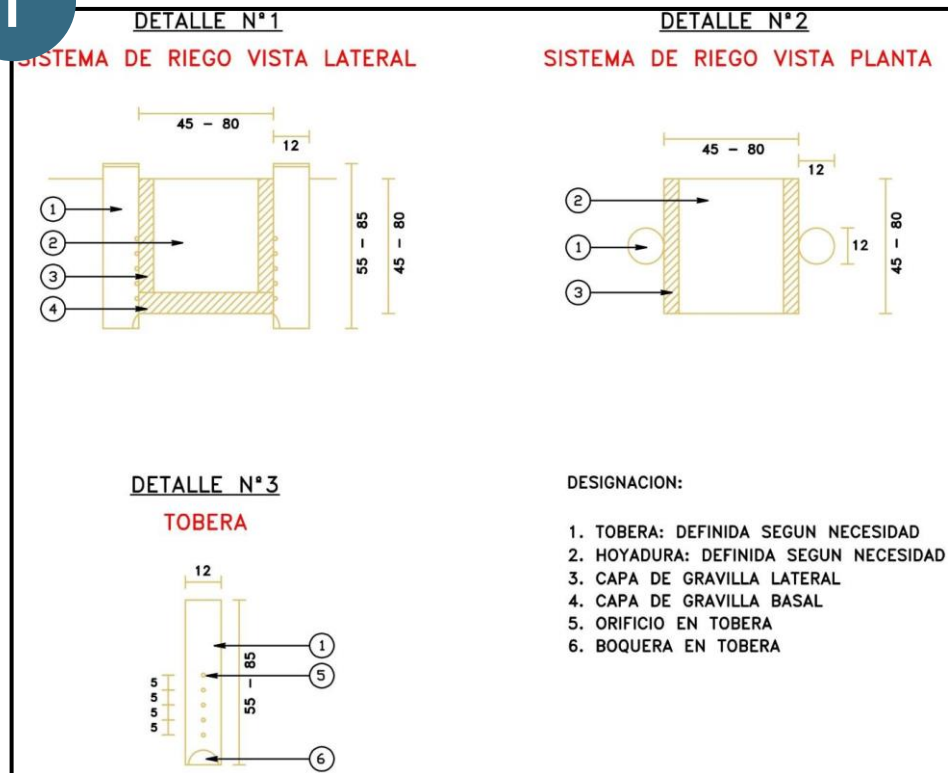 DETALLE Nº1
SISTEMA DE RIEGO VISTA LATERAL
45 - 80
12
55 - 85
45 - 80
1
2
3
4
DETALLE Nº2
SISTEMA DE RIEGO VISTA PLANTA
45 - 80
12
12
45 - 80
2
1
3
DETALLE Nº3
TOBERA
12
55 - 85
5
5
5
5
1
5
6
DESIGNACION:
1. TOBERA: DEFINIDA SEGUN NECESIDAD
2. HOYADURA: DEFINIDA SEGUN NECESIDAD
3. CAPA DE GRAVILLA LATERAL
4. CAPA DE GRAVILLA BASAL
5. ORIFICIO EN TOBERA
6. BOQUERA EN TOBERA